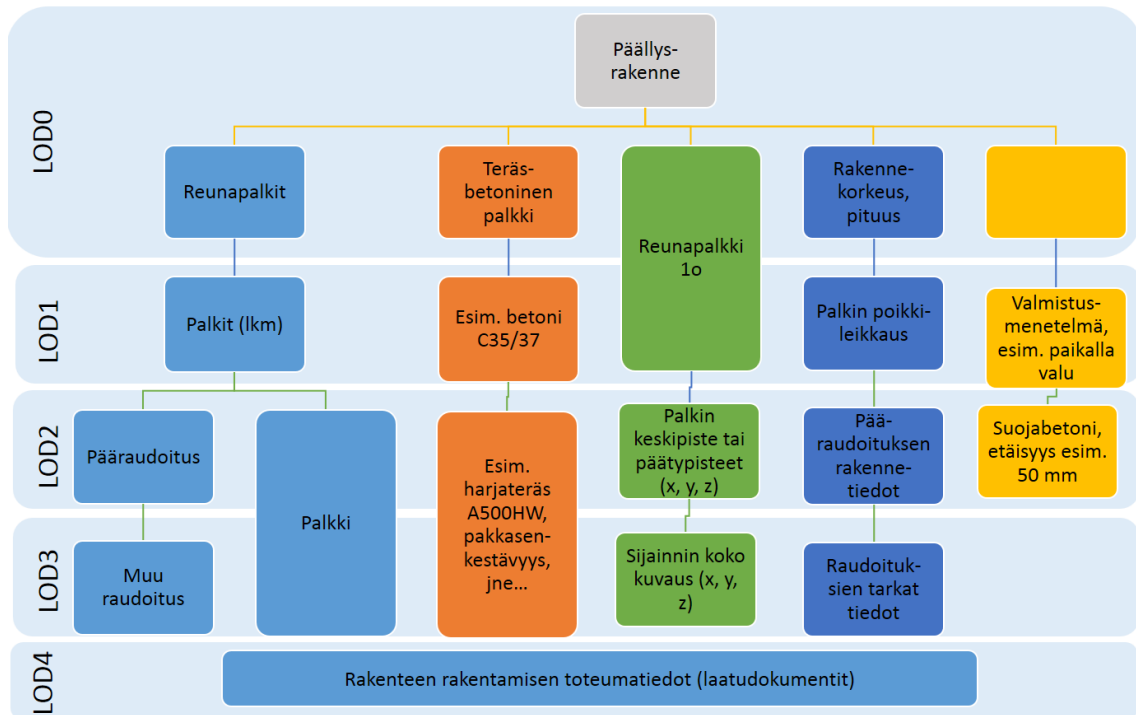 LOD0
Päällys-
rakenne
Reunapalkit
Teräs-
betoninen
palkki
Reunapalkki
1o
Rakenne-
korkeus,
pituus
LOD1
Palkit (lkm)
Esim. betoni
C35/37
Palkin poikki-
leikkaus
Valmistus-
menetelmä,
esim. paikalla
valu
LOD2
Pääraudoitus
Palkki
Esim.
harjateräs
A500HW,
pakkasen-
kestävyys,
jne...
Palkin
keskipiste tai
päätypisteet
(x, y, z)
Pää-
raudoituksen
rakenne-
tiedot
Suojabetoni,
etäisyys esim.
50 mm
LOD3
Muu
raudoitus
Sijainnin koko
kuvaus (x, y,
z)
Raudoituk-
sien tarkat
tiedot
LOD4
Rakenteen rakentamisen toteumatiedot (laatudokumentit)